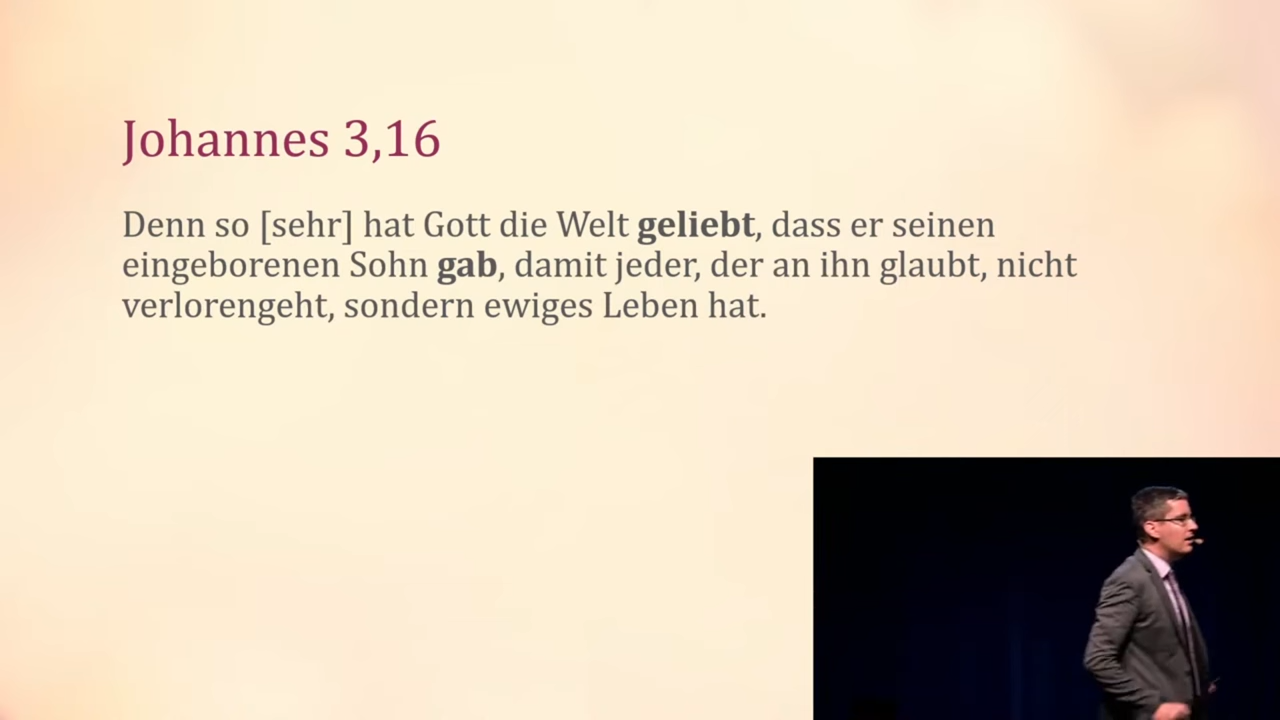 Johannes 3,16
Denn so [sehr] hat Gott die Welt geliebt, dass er seinen
eingeborenen Sohn gab, damit jeder, der an ihn glaubt, nicht
verlorengeht, sondern ewiges Leben hat.